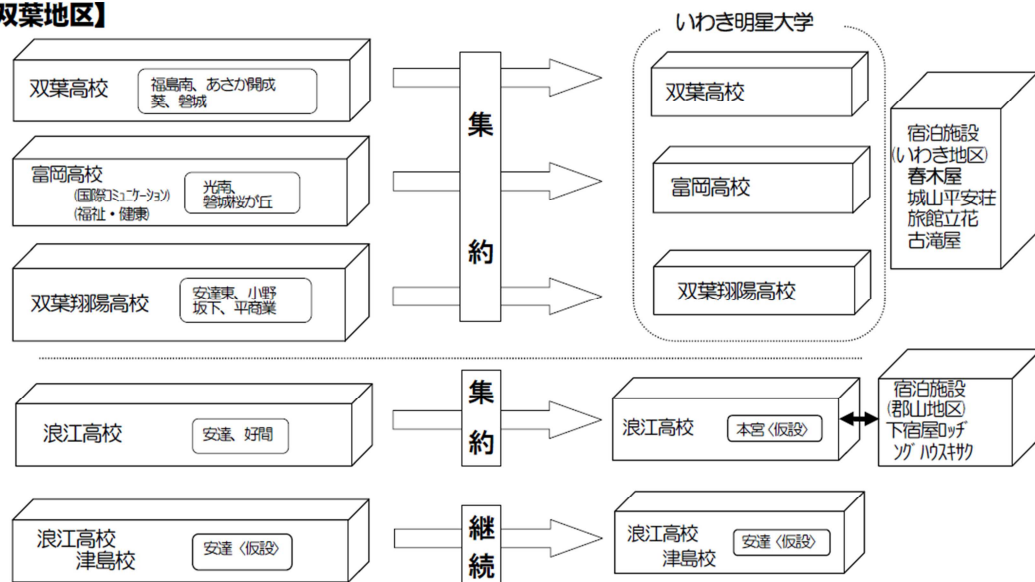 双葉地区】
いわき明星大学
双葉高校
福島南、あさか開成
葵、磐城
双葉高校
富岡高校
(国際コミュニケーション)
(福祉・健康)
光南、
磐城桜が丘
富岡高校
双葉翔陽高校
安達東、小野
坂下、平商業
双葉翔陽高校
集
約
宿泊施設
(いわき地区)
春木屋
城山平安荘
旅館立花
古滝屋
浪江高校
安達、好間
集
約
浪江高校
本宮〈仮設〉
宿泊施設
(郡山地区)
下宿屋ロッヂ
ングハウスキサク
浪江高校
津島校
安達〈仮設〉
継
続
浪江高校
津島校
安達〈仮設〉